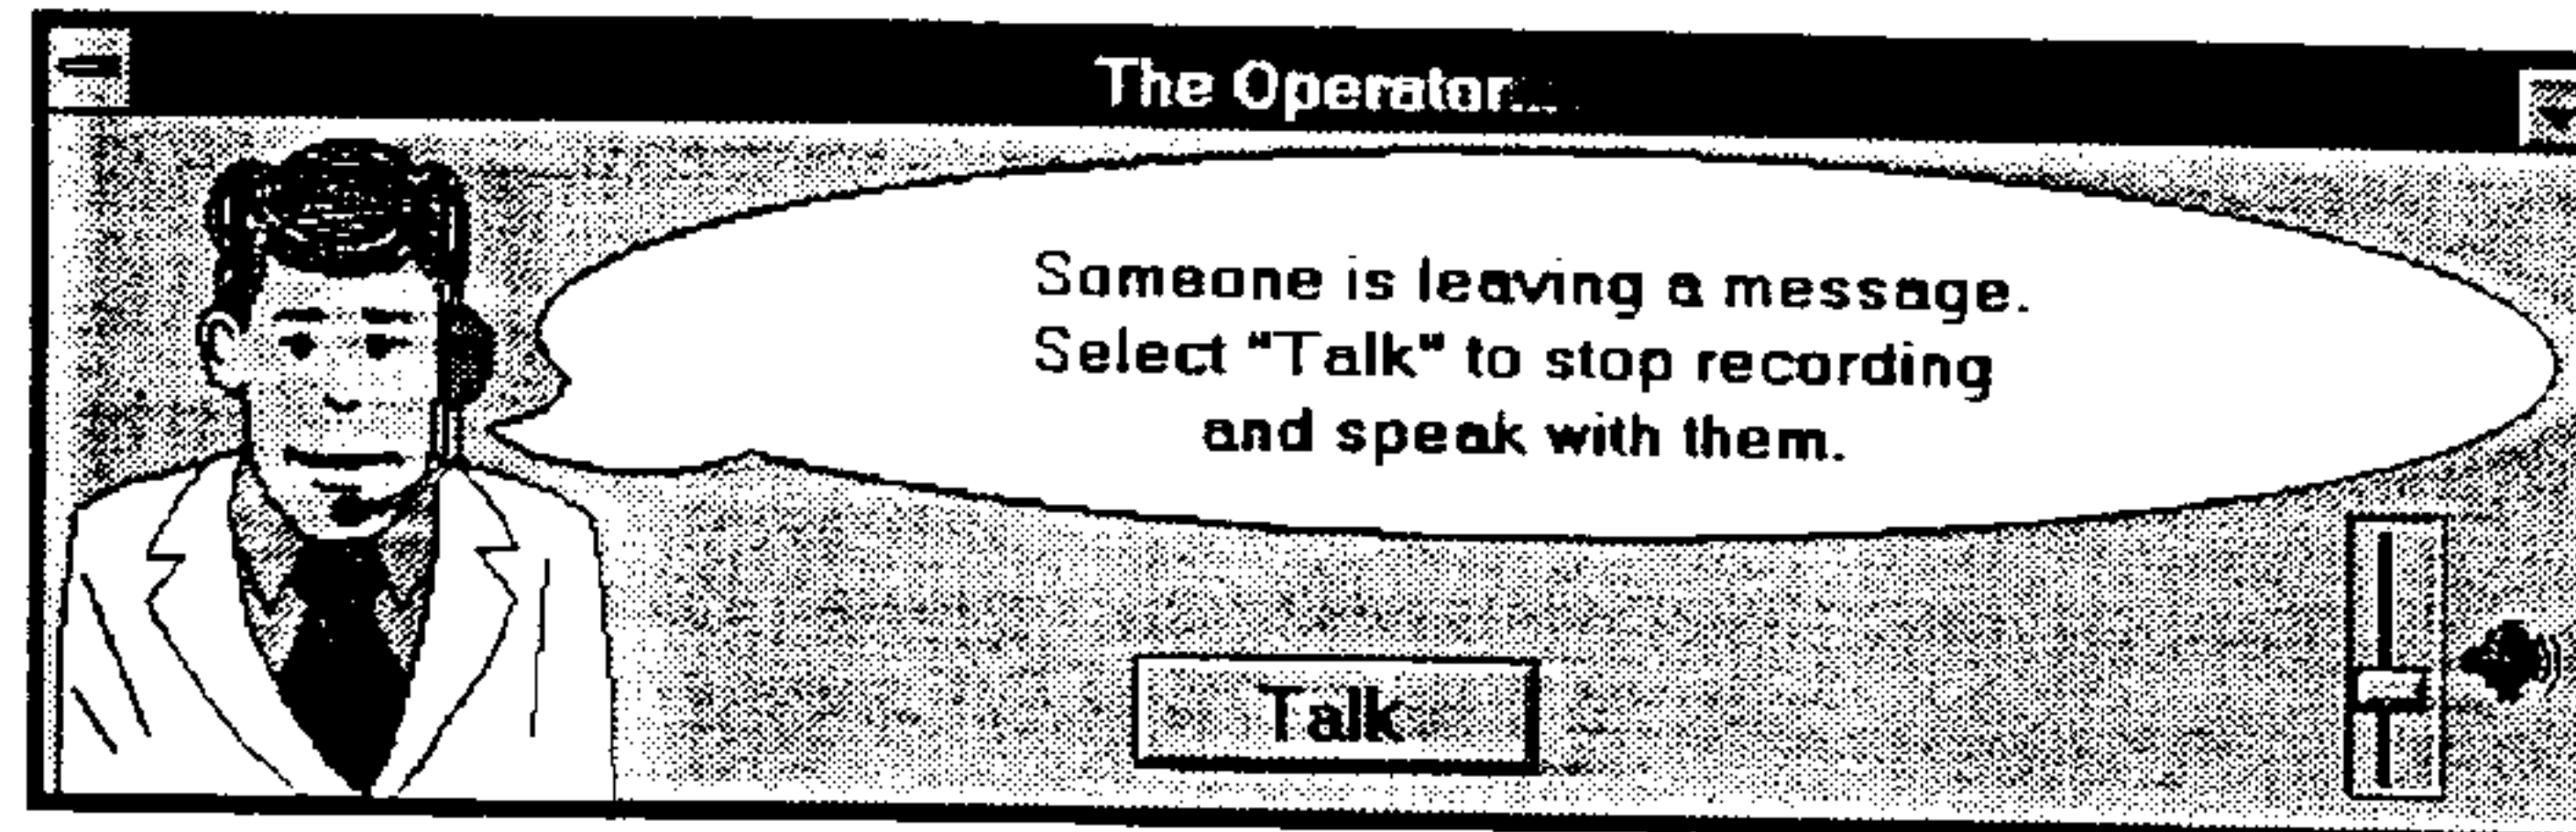 The Operator...
Someone is leaving a message.
Select "Talk" to stop recording
and speak with them.
Talk